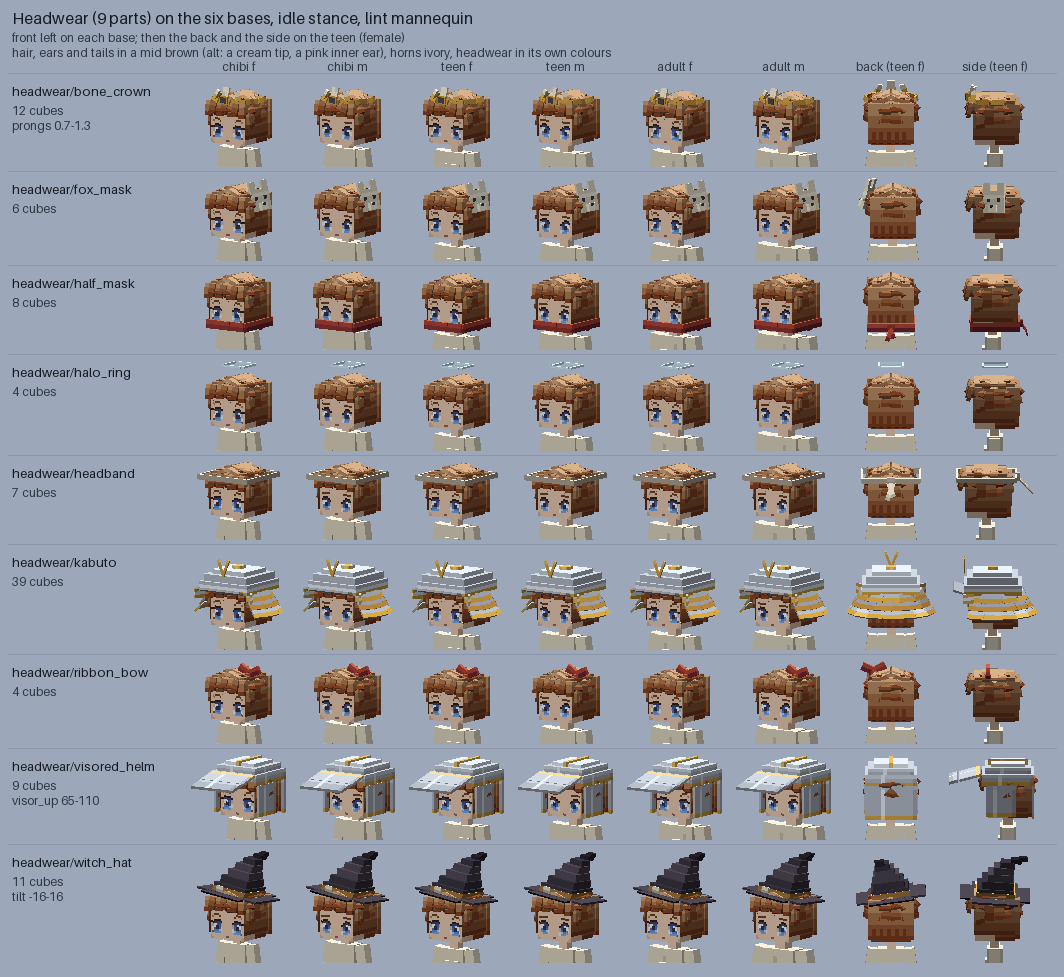 Headwear (9 parts) on the six bases, idle stance, lint mannequin
front left on each base; then the back and the side on the teen (female)
hair, ears and tails in a mid brown (alt: a cream tip, a pink inner ear), horns ivory, headwear in its own colours
chibi f chibi m teen f teen m adult f adult m back (teen f) side (teen f)
headwear/bone_crown
12 cubes
prongs 0.7-1.3
headwear/fox_mask
6 cubes
headwear/half_mask
8 cubes
headwear/halo_ring
4 cubes
headwear/headband
7 cubes
headwear/kabuto
39 cubes
headwear/ribbon_bow
4 cubes
headwear/visored_helm
9 cubes
visor_up 65-110
headwear/witch_hat
11 cubes
tilt -16-16